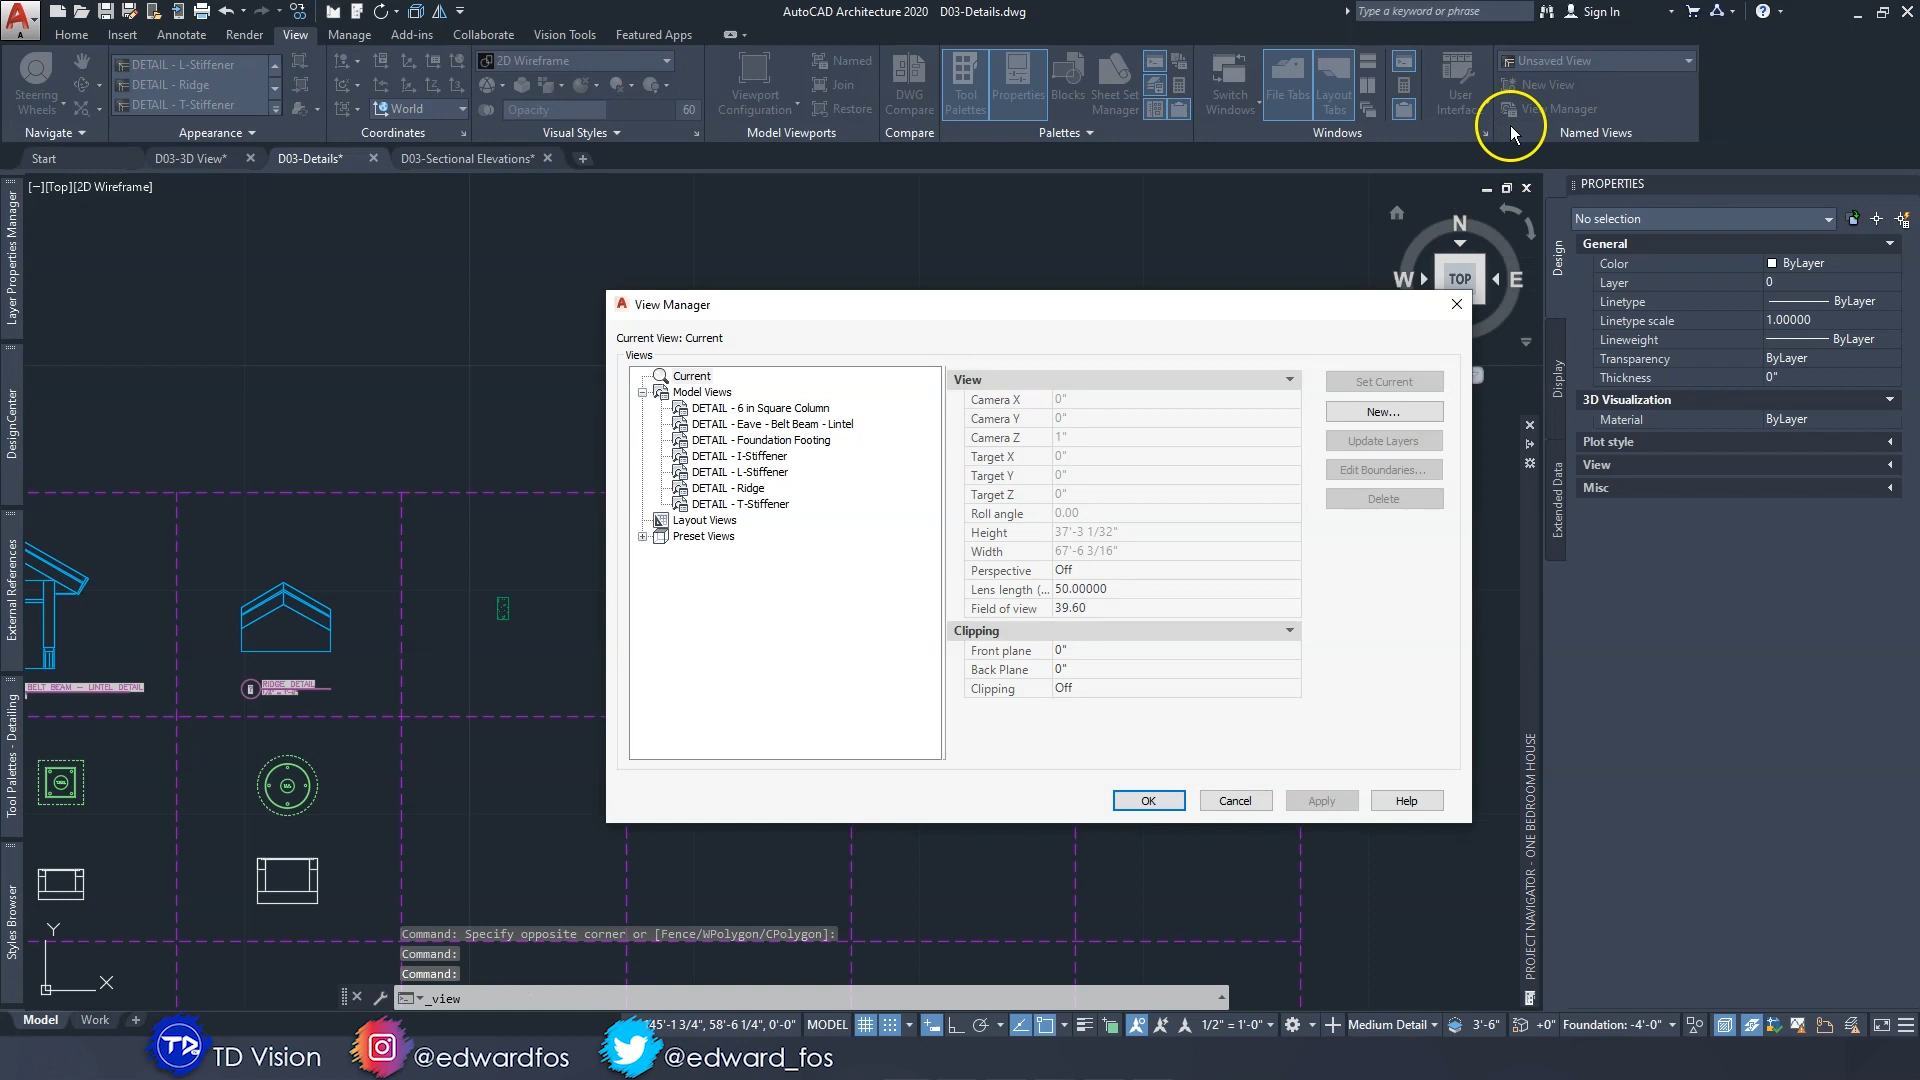 AutoCAD Architecture 2020 D03-Details.dwg
Type a keyword or phrase
Sign In
Home Insert Annotate Render View Manage Add-ins Collaborate Vision Tools Featured Apps
Steering Wheels
DETAIL - L-Stiffener
DETAIL - Ridge
DETAIL - T-Stiffener
World
2D Wireframe
Opacity 60
Viewport Configuration
Named
Join
Restore
DWG Compare
Tool Palettes
Properties
Blocks
Sheet Set Manager
Switch Windows
File Tabs
Layout Tabs
User Interface
Unsaved View
New View
View Manager
Navigate Appearance Coordinates Visual Styles Model Viewports Compare Palettes Windows Named Views
Start D03-3D View* D03-Details* D03-Sectional Elevations*
[−][Top][2D Wireframe]
Layer Properties Manager
DesignCenter
External References
Tool Palettes - Detailing
Styles Browser
N
W TOP E
View Manager
Current View: Current
Views
Current
Model Views
DETAIL - 6 in Square Column
DETAIL - Eave - Belt Beam - Lintel
DETAIL - Foundation Footing
DETAIL - I-Stiffener
DETAIL - L-Stiffener
DETAIL - Ridge
DETAIL - T-Stiffener
Layout Views
Preset Views
View
Camera X 0"
Camera Y 0"
Camera Z 1"
Target X 0"
Target Y 0"
Target Z 0"
Roll angle 0.00
Height 37'-3 1/32"
Width 67'-6 3/16"
Perspective Off
Lens length (... 50.00000
Field of view 39.60
Clipping
Front plane 0"
Back Plane 0"
Clipping Off
Set Current
New...
Update Layers
Edit Boundaries...
Delete
OK Cancel Apply Help
PROPERTIES
No selection
General
Color ByLayer
Layer 0
Linetype ByLayer
Linetype scale 1.00000
Lineweight ByLayer
Transparency ByLayer
Thickness 0"
3D Visualization
Material ByLayer
Plot style
View
Misc
Design
Display
Extended Data
PROJECT NAVIGATOR - ONE BEDROOM HOUSE
BELT BEAM — LINTEL DETAIL
RIDGE DETAIL
Y
X
Command: Specify opposite corner or [Fence/WPolygon/CPolygon]:
Command:
Command:
_view
Model Work
45'-1 3/4", 58'-6 1/4", 0'-0" MODEL 1/2" = 1'-0" Medium Detail 3'-6" +0" Foundation: -4'-0"
TD Vision @edwardfos @edward_fos